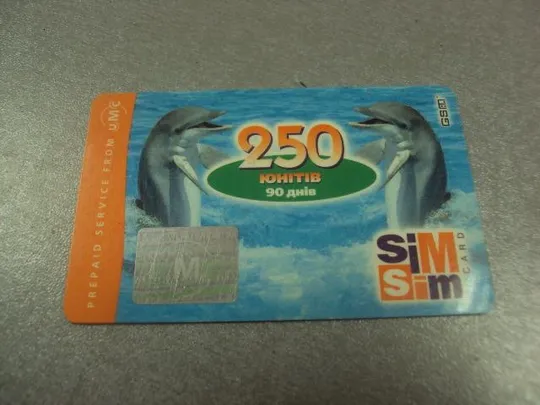 PREPAID SERVICE FROM UMC
GSM
250
ЮНІТІВ
90 днів
SiM
Sim
CARD